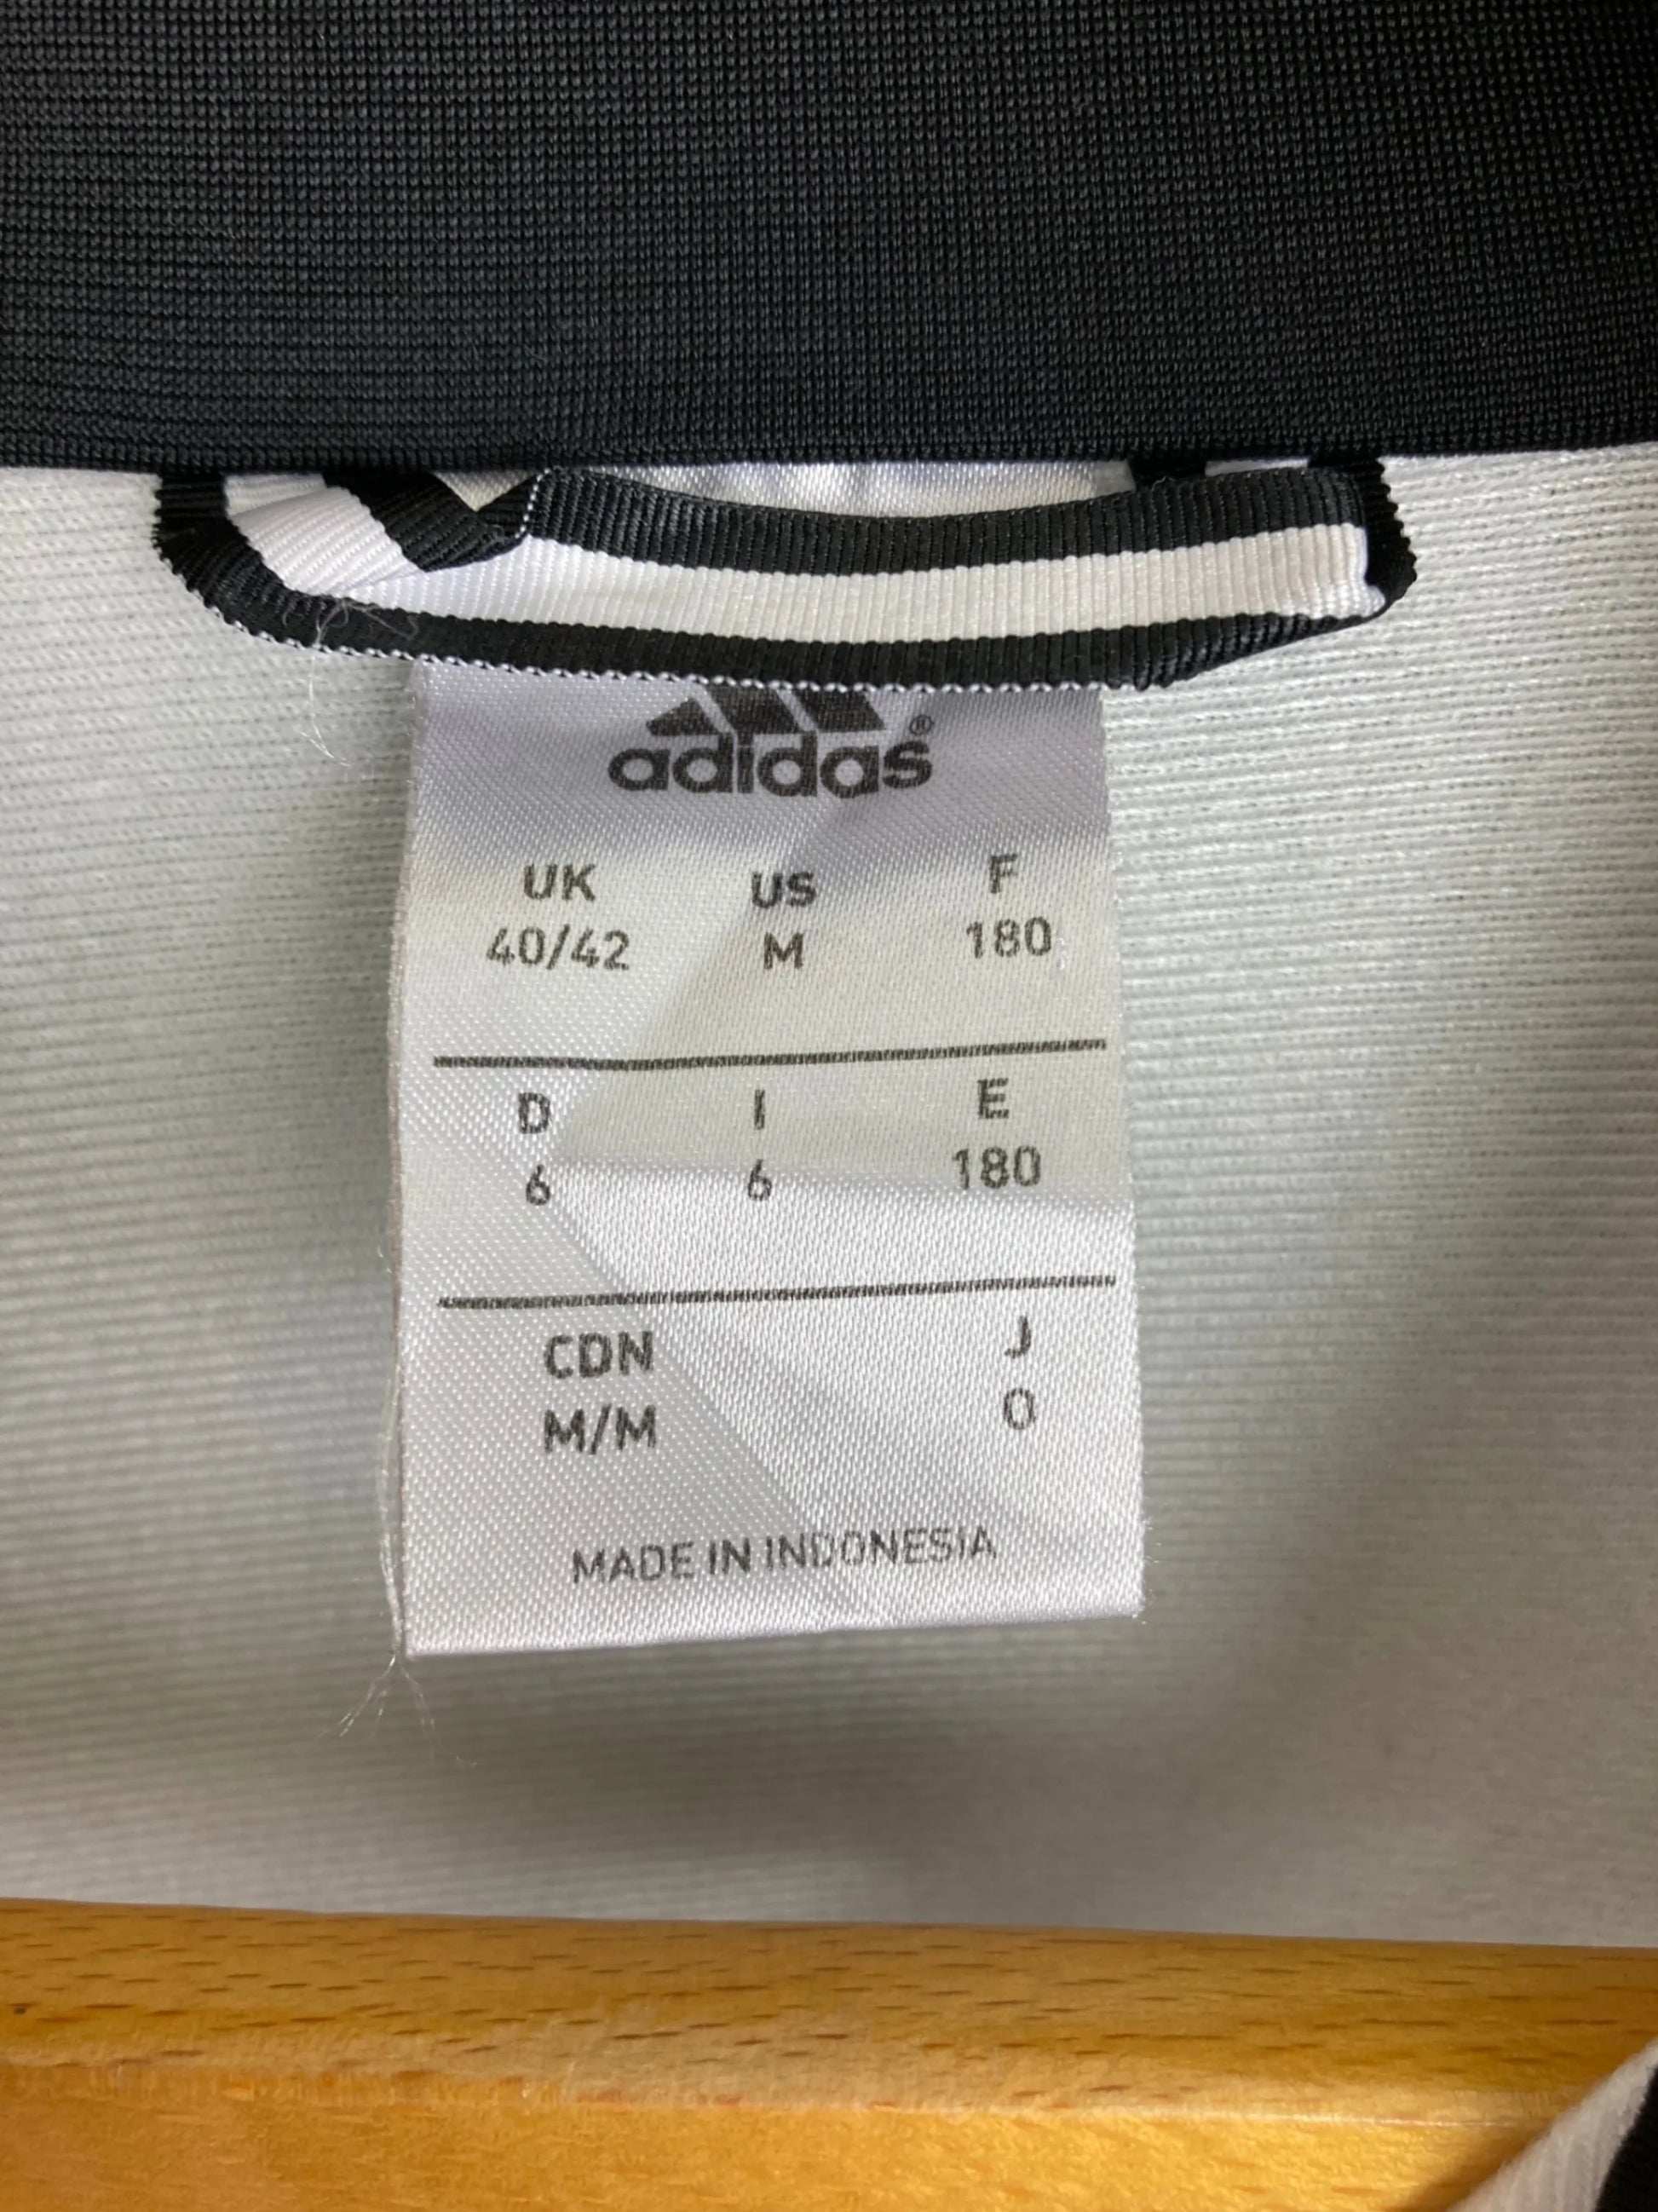 adidas®
UK US F
40/42 M 180
D I E
6 6 180
CDN J
M/M O
MADE IN INDONESIA